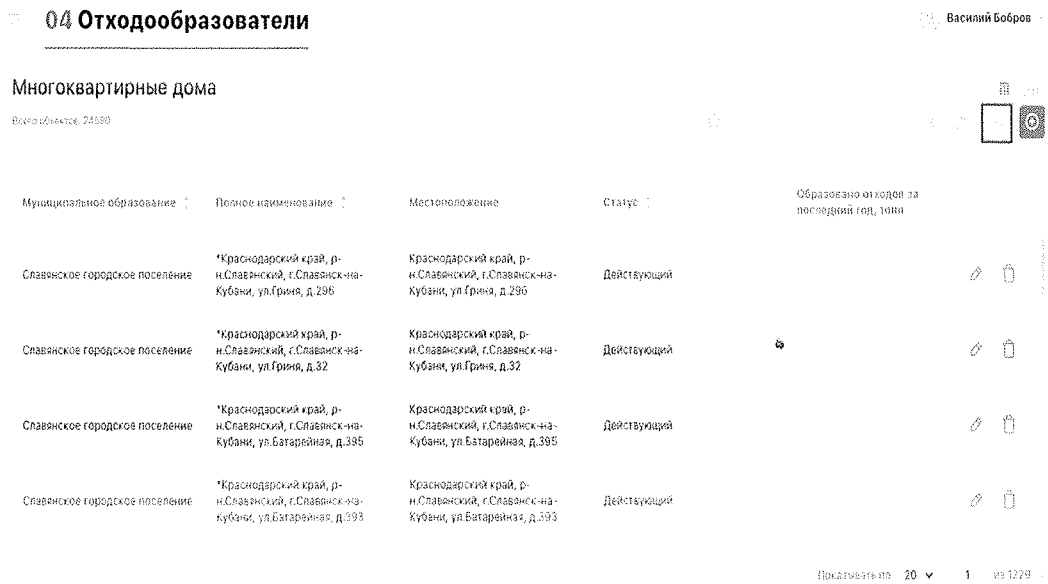 04 Отходообразователи
Василий Бобров
Многоквартирные дома
Всего объектов: 24580
Муниципальное образование
Полное наименование
Местоположение
Статус
Образовано отходов за
последний год, тонн
Славянское городское поселение
*Краснодарский край, р-
н.Славянский, г.Славянск-на-
Кубани, ул.Гриня, д.296
Краснодарский край, р-
н.Славянский, г.Славянск-на-
Кубани, ул.Гриня, д.296
Действующий
Славянское городское поселение
*Краснодарский край, р-
н.Славянский, г.Славянск-на-
Кубани, ул.Гриня, д.32
Краснодарский край, р-
н.Славянский, г.Славянск-на-
Кубани, ул.Гриня, д.32
Действующий
Славянское городское поселение
*Краснодарский край, р-
н.Славянский, г.Славянск-на-
Кубани, ул.Батарейная, д.395
Краснодарский край, р-
н.Славянский, г.Славянск-на-
Кубани, ул.Батарейная, д.395
Действующий
Славянское городское поселение
*Краснодарский край, р-
н.Славянский, г.Славянск-на-
Кубани, ул.Батарейная, д.393
Краснодарский край, р-
н.Славянский, г.Славянск-на-
Кубани, ул.Батарейная, д.393
Действующий
Показывать по 20 1 из 1229